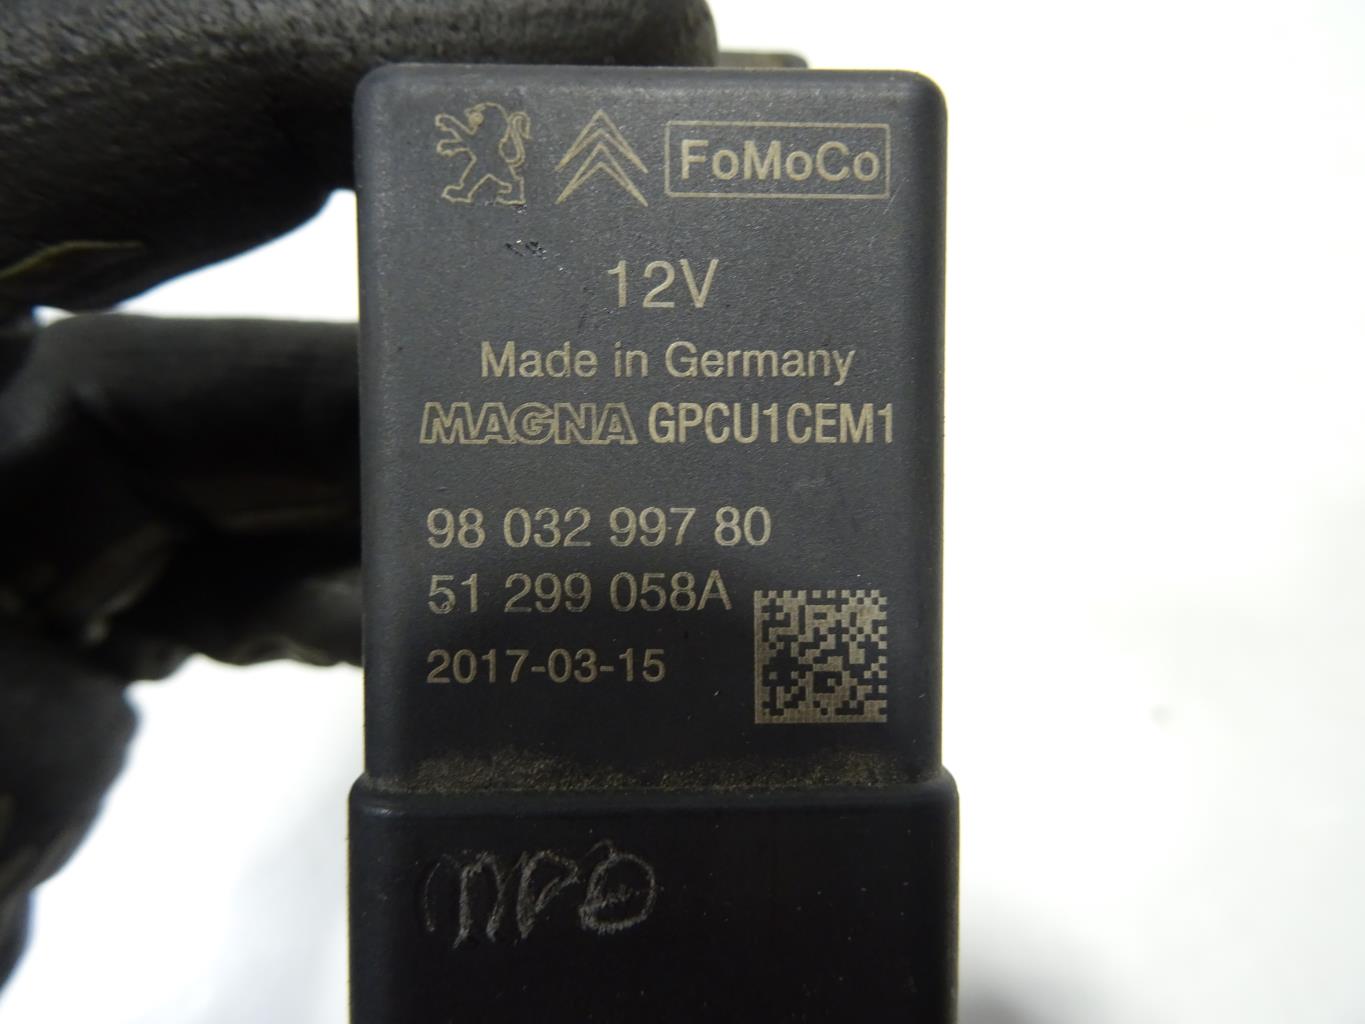 FoMoCo
12V
Made in Germany
MAGNA GPCU1CEM1
98 032 997 80
51 299 058A
2017-03-15